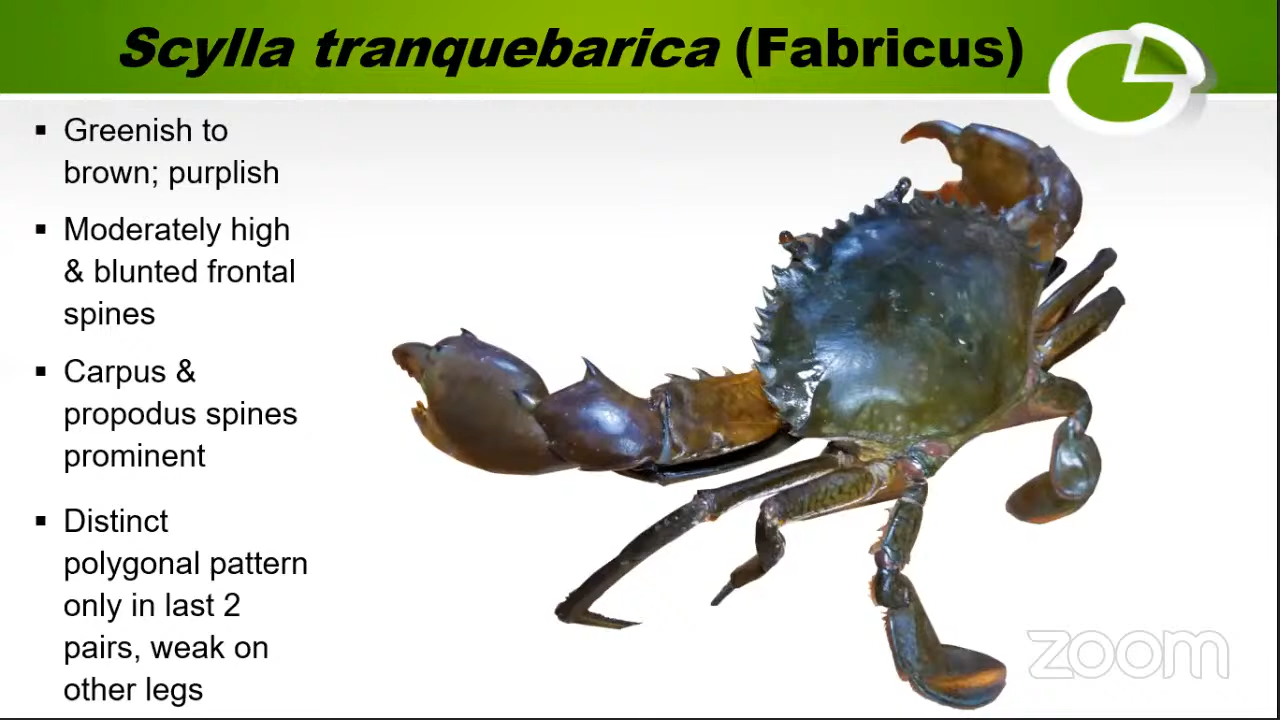 Scylla tranquebarica (Fabricus)
▪ Greenish to
brown; purplish
▪ Moderately high
& blunted frontal
spines
▪ Carpus &
propodus spines
prominent
▪ Distinct
polygonal pattern
only in last 2
pairs, weak on
other legs
zoom